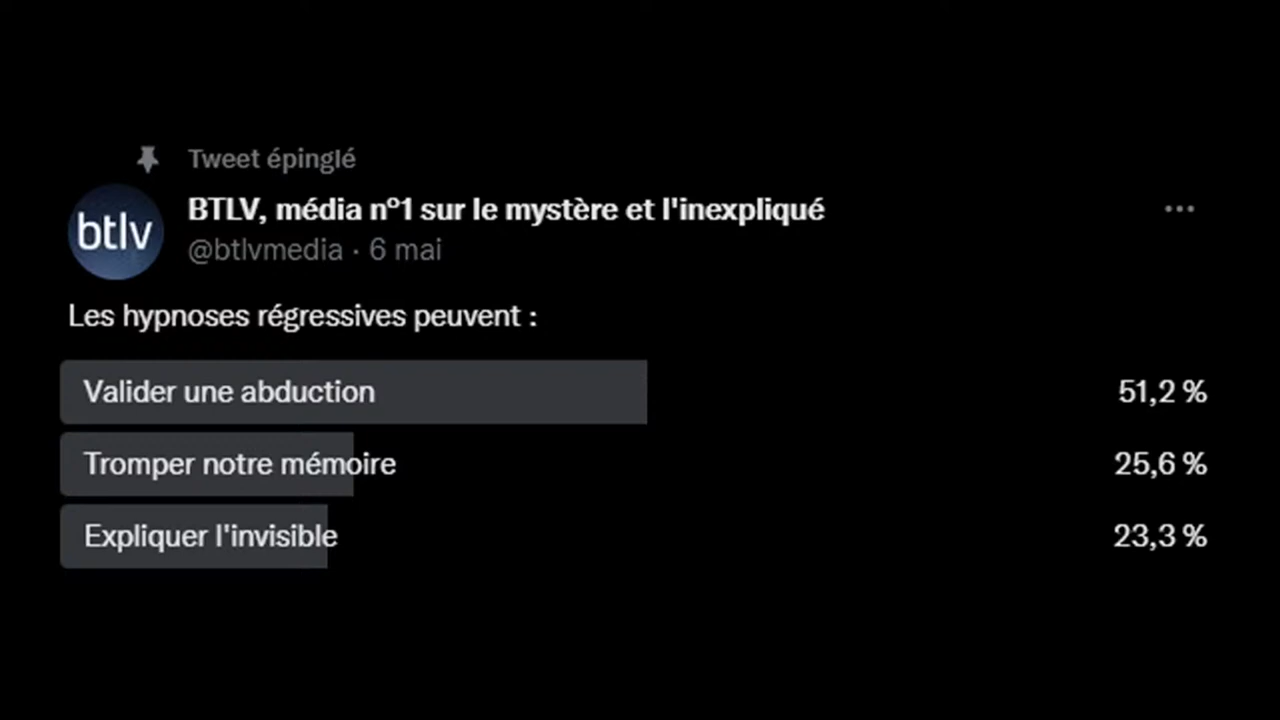 Tweet épinglé
btlv
BTLV, média nº1 sur le mystère et l'inexpliqué
@btlvmedia · 6 mai
Les hypnoses régressives peuvent :
Valider une abduction 51,2 %
Tromper notre mémoire 25,6 %
Expliquer l'invisible 23,3 %